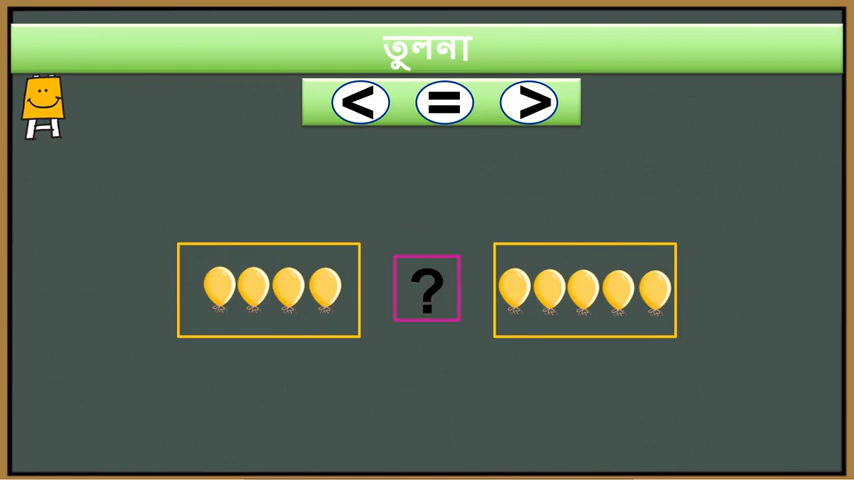 তুলনা
< = >
?